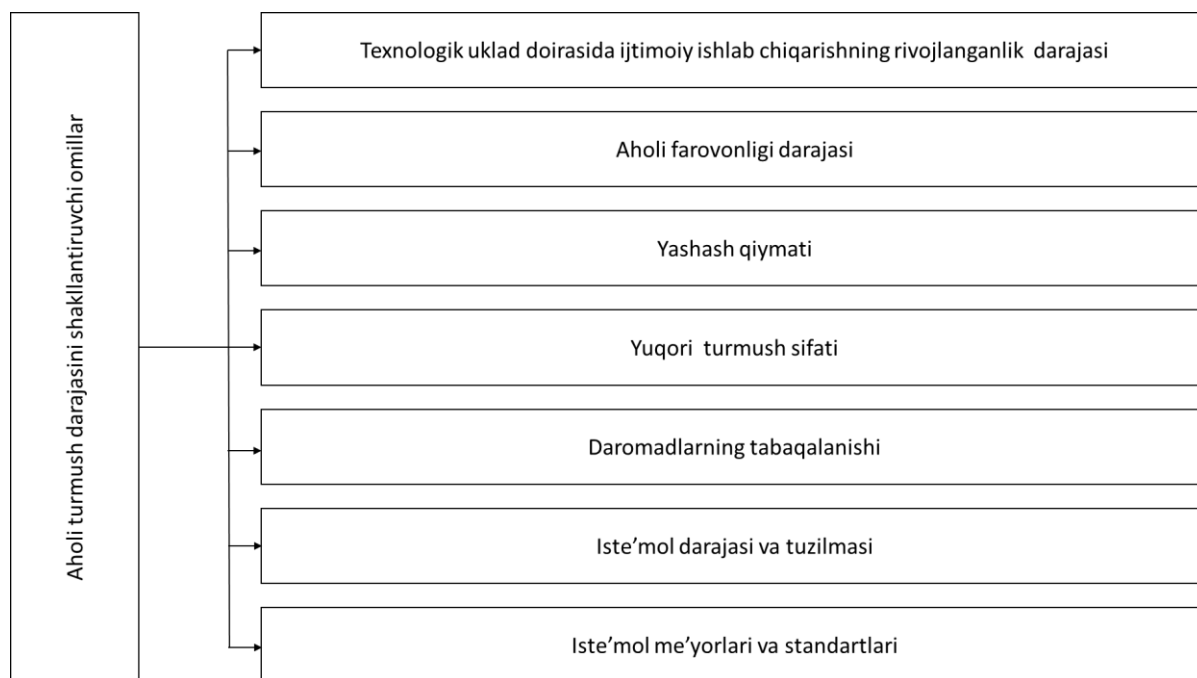 Aholi turmush darajasini shakllantiruvchi omillar
Texnologik uklad doirasida ijtimoiy ishlab chiqarishning rivojlanganlik darajasi
Aholi farovonligi darajasi
Yashash qiymati
Yuqori turmush sifati
Daromadlarning tabaqalanishi
Iste’mol darajasi va tuzilmasi
Iste’mol me’yorlari va standartlari